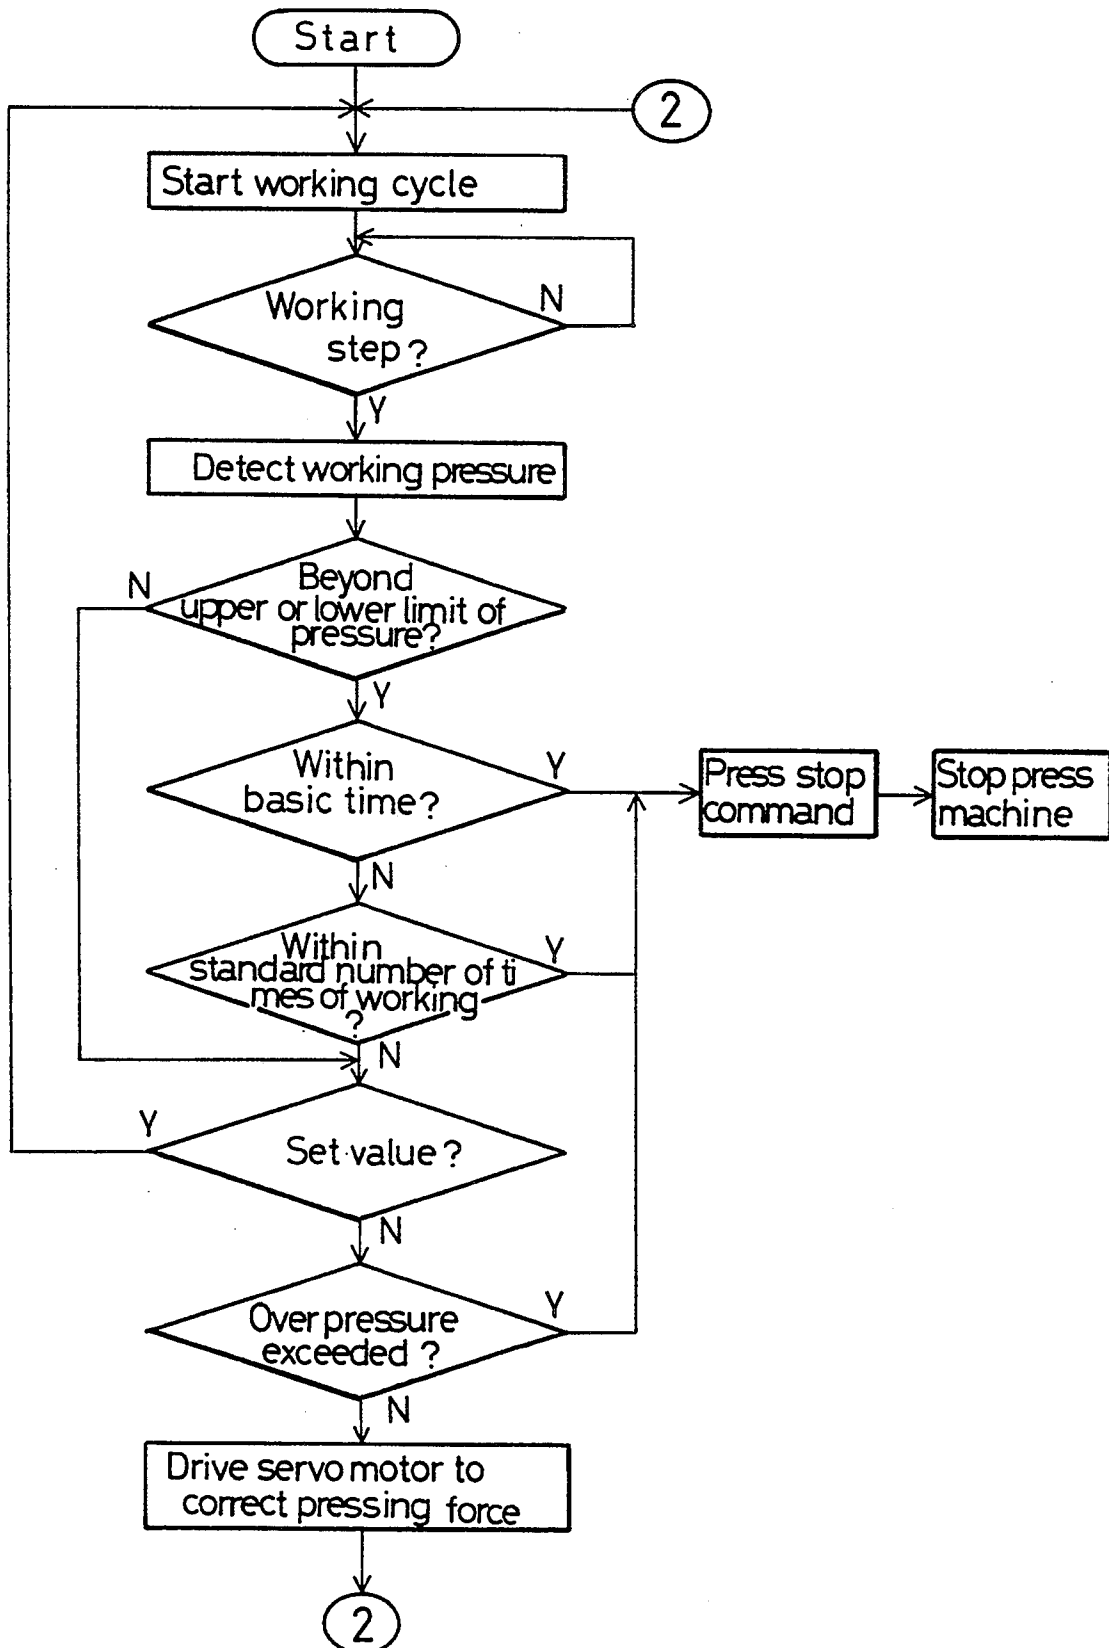 Start
2
Start working cycle
Working
step?
N
Y
Detect working pressure
N
Beyond
upper or lower limit of
pressure?
Y
Within
basic time?
Y
Press stop
command
Stop press
machine
N
Within
standard number of ti
mes of working
?
Y
N
Y
Set value?
N
Over pressure
exceeded?
Y
N
Drive servo motor to
correct pressing force
2